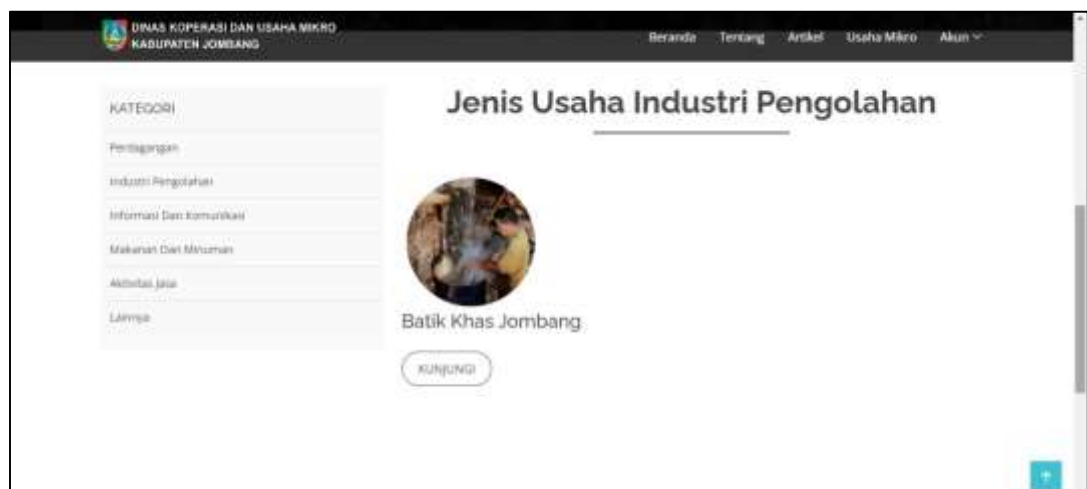 DINAS KOPERASI DAN USAHA MIKRO
KABUPATEN JOMBANG
Beranda Tentang Artikel Usaha Mikro Akun
KATEGORI
Perdagangan
Industri Pengolahan
Informasi Dan Komunikasi
Makanan Dan Minuman
Aktivitas Jasa
Lainnya
Jenis Usaha Industri Pengolahan
Batik Khas Jombang
KUNJUNGI